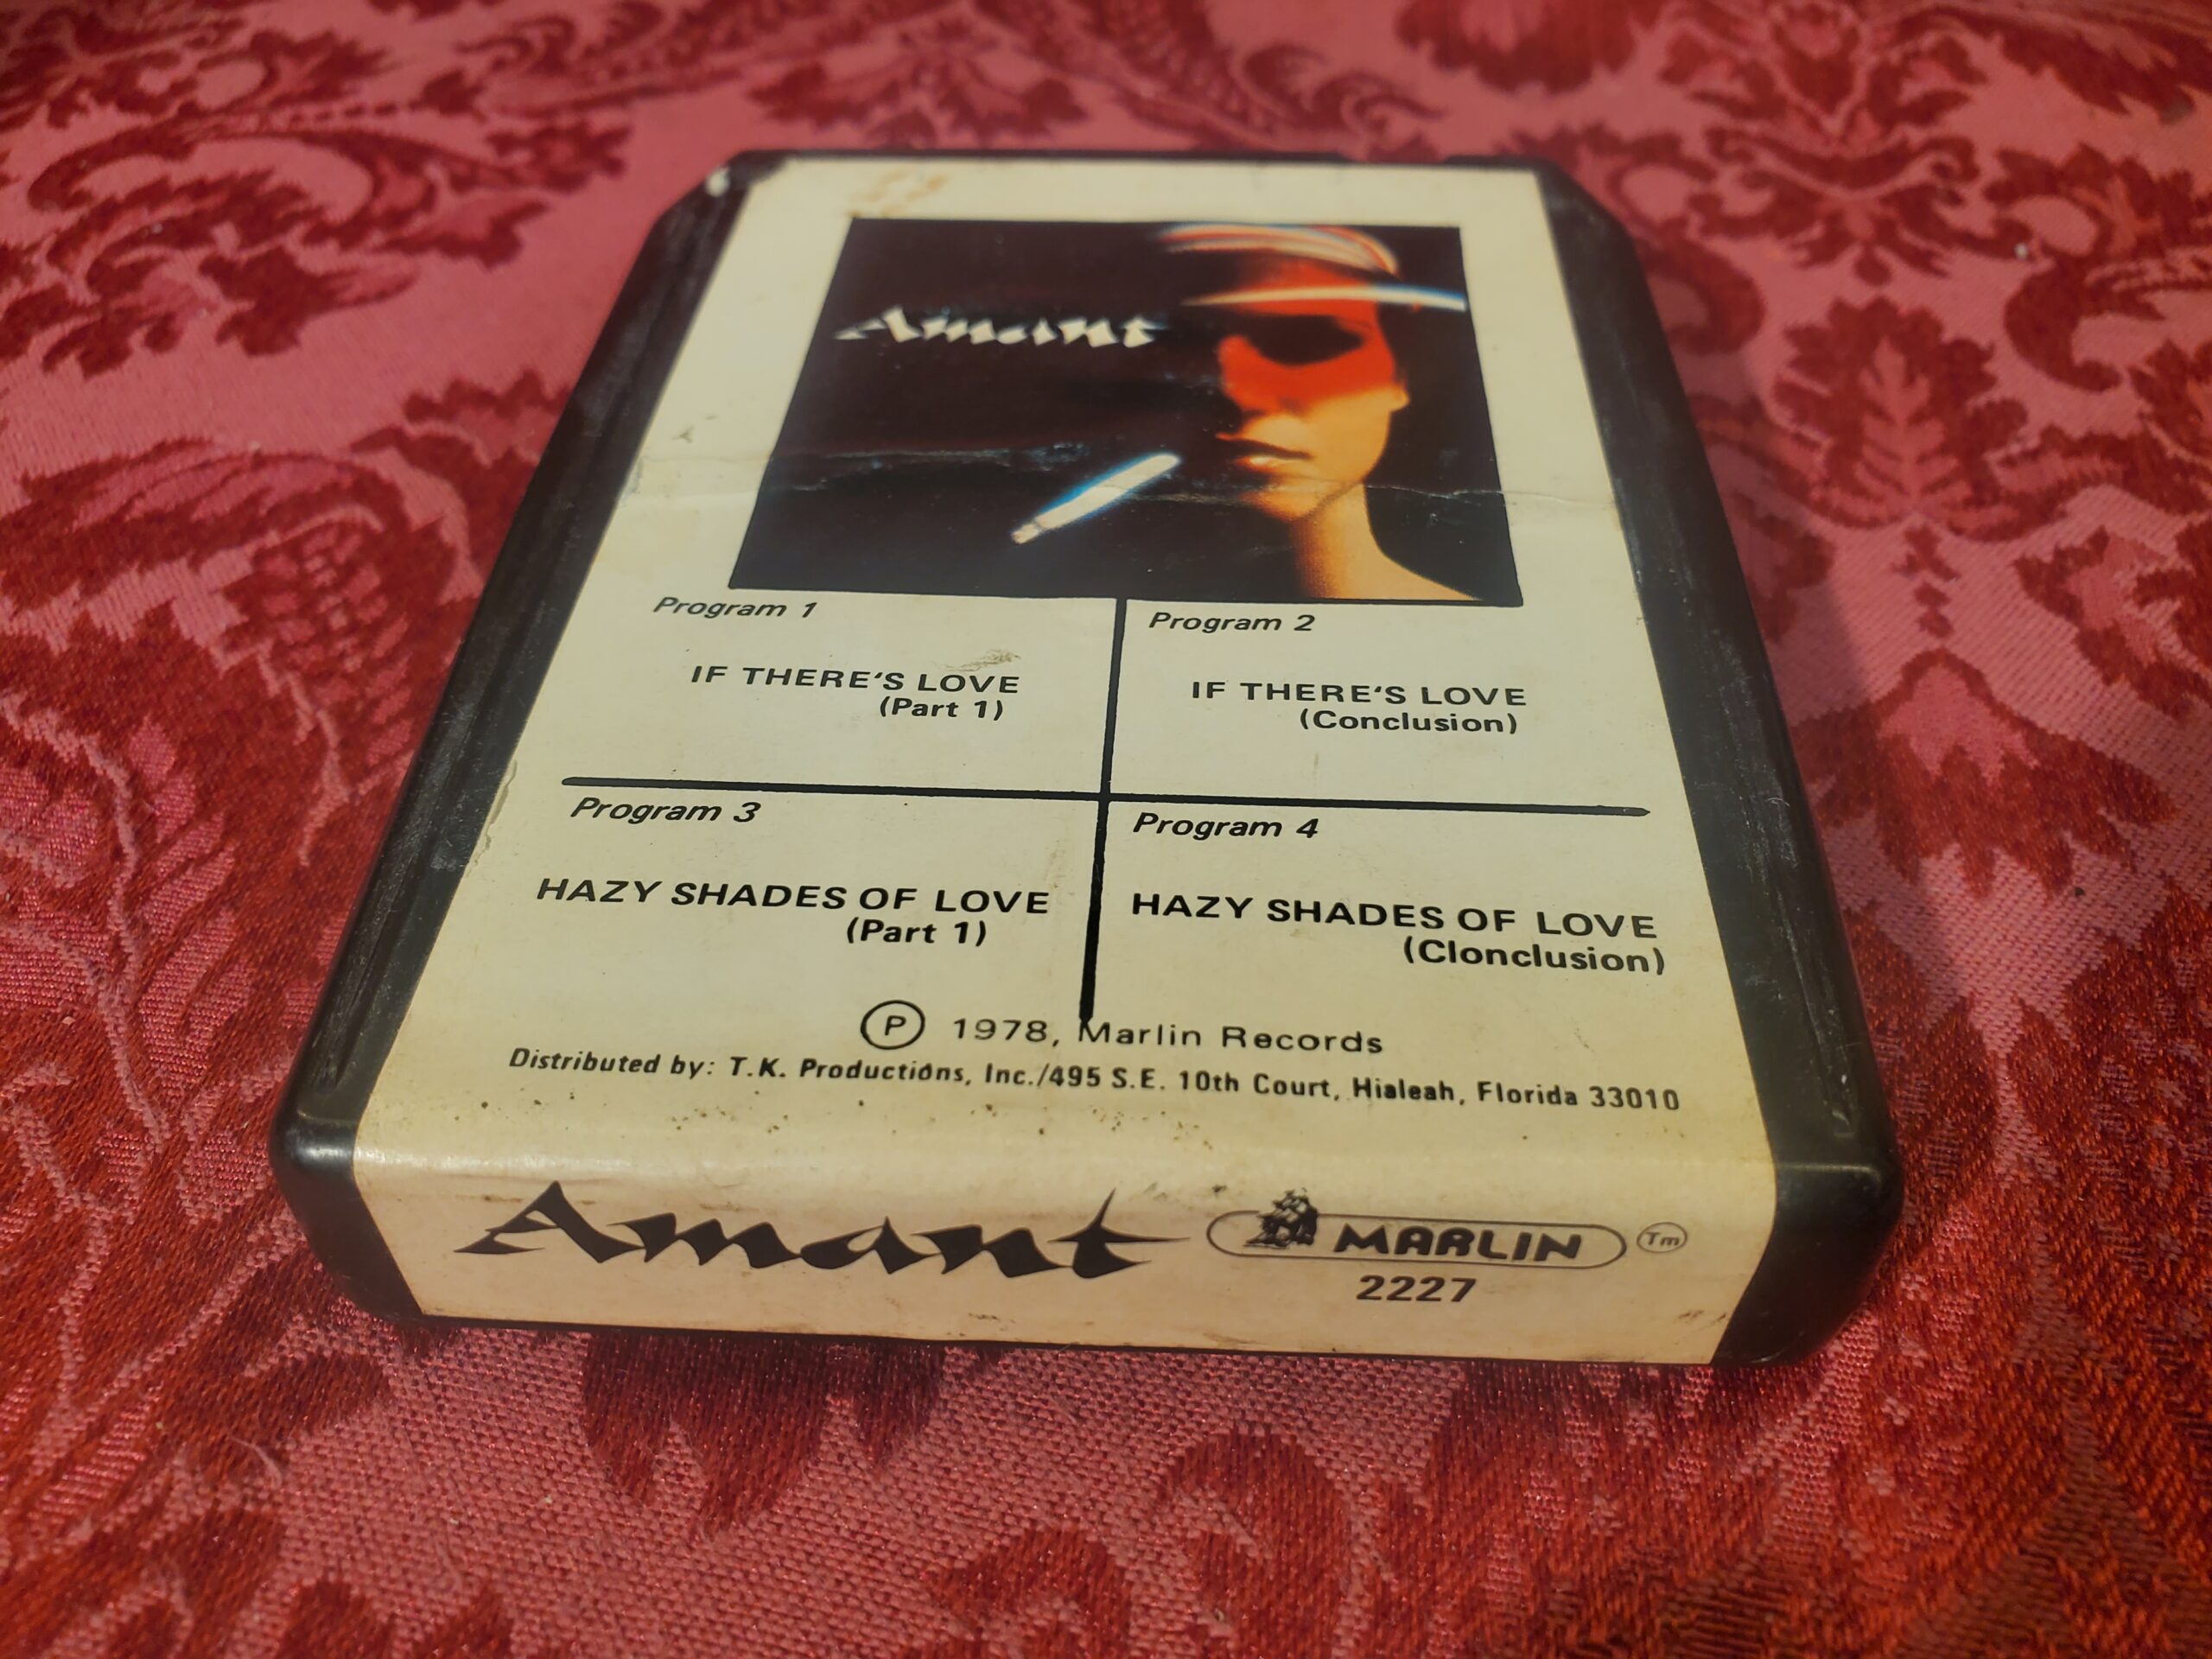 Amant
Program 1
IF THERE'S LOVE
(Part 1)
Program 2
IF THERE'S LOVE
(Conclusion)
Program 3
HAZY SHADES OF LOVE
(Part 1)
Program 4
HAZY SHADES OF LOVE
(Clonclusion)
Ⓟ 1978, Marlin Records
Distributed by: T.K. Productions, Inc./495 S.E. 10th Court, Hialeah, Florida 33010
Amant MARLIN TM
2227